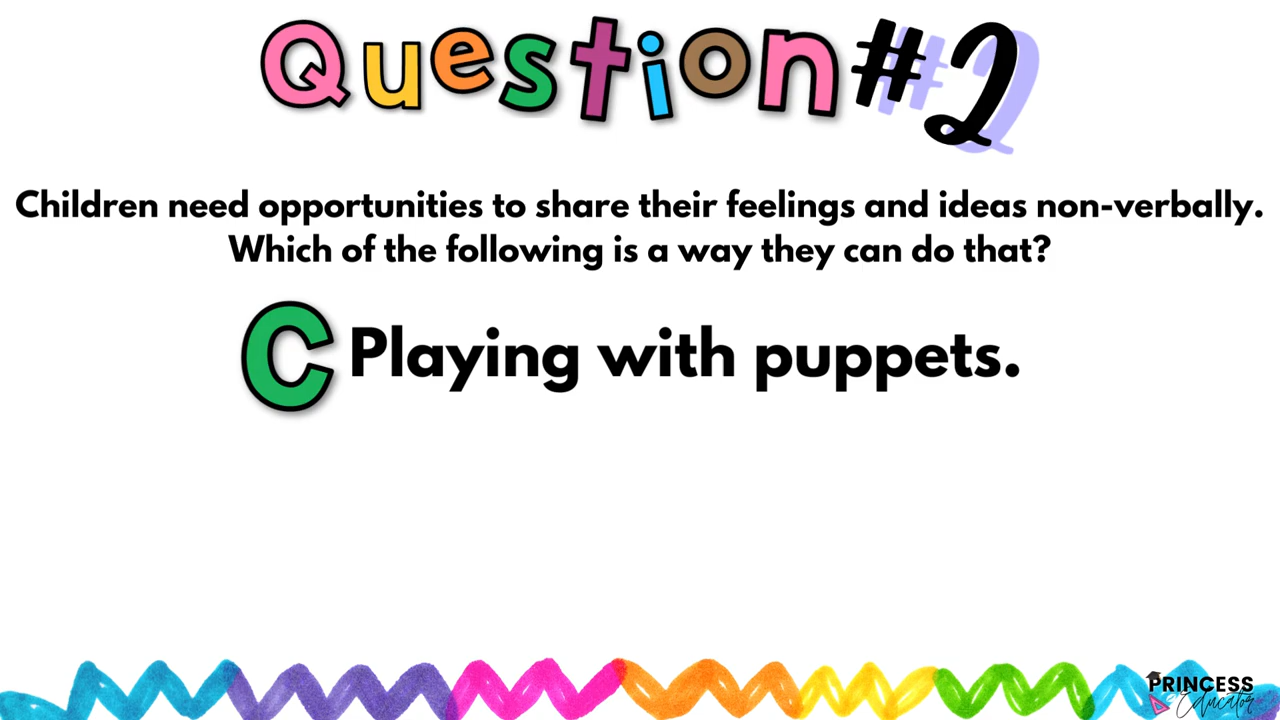 Question #2
Children need opportunities to share their feelings and ideas non-verbally.
Which of the following is a way they can do that?
C Playing with puppets.
PRINCESS
Educator